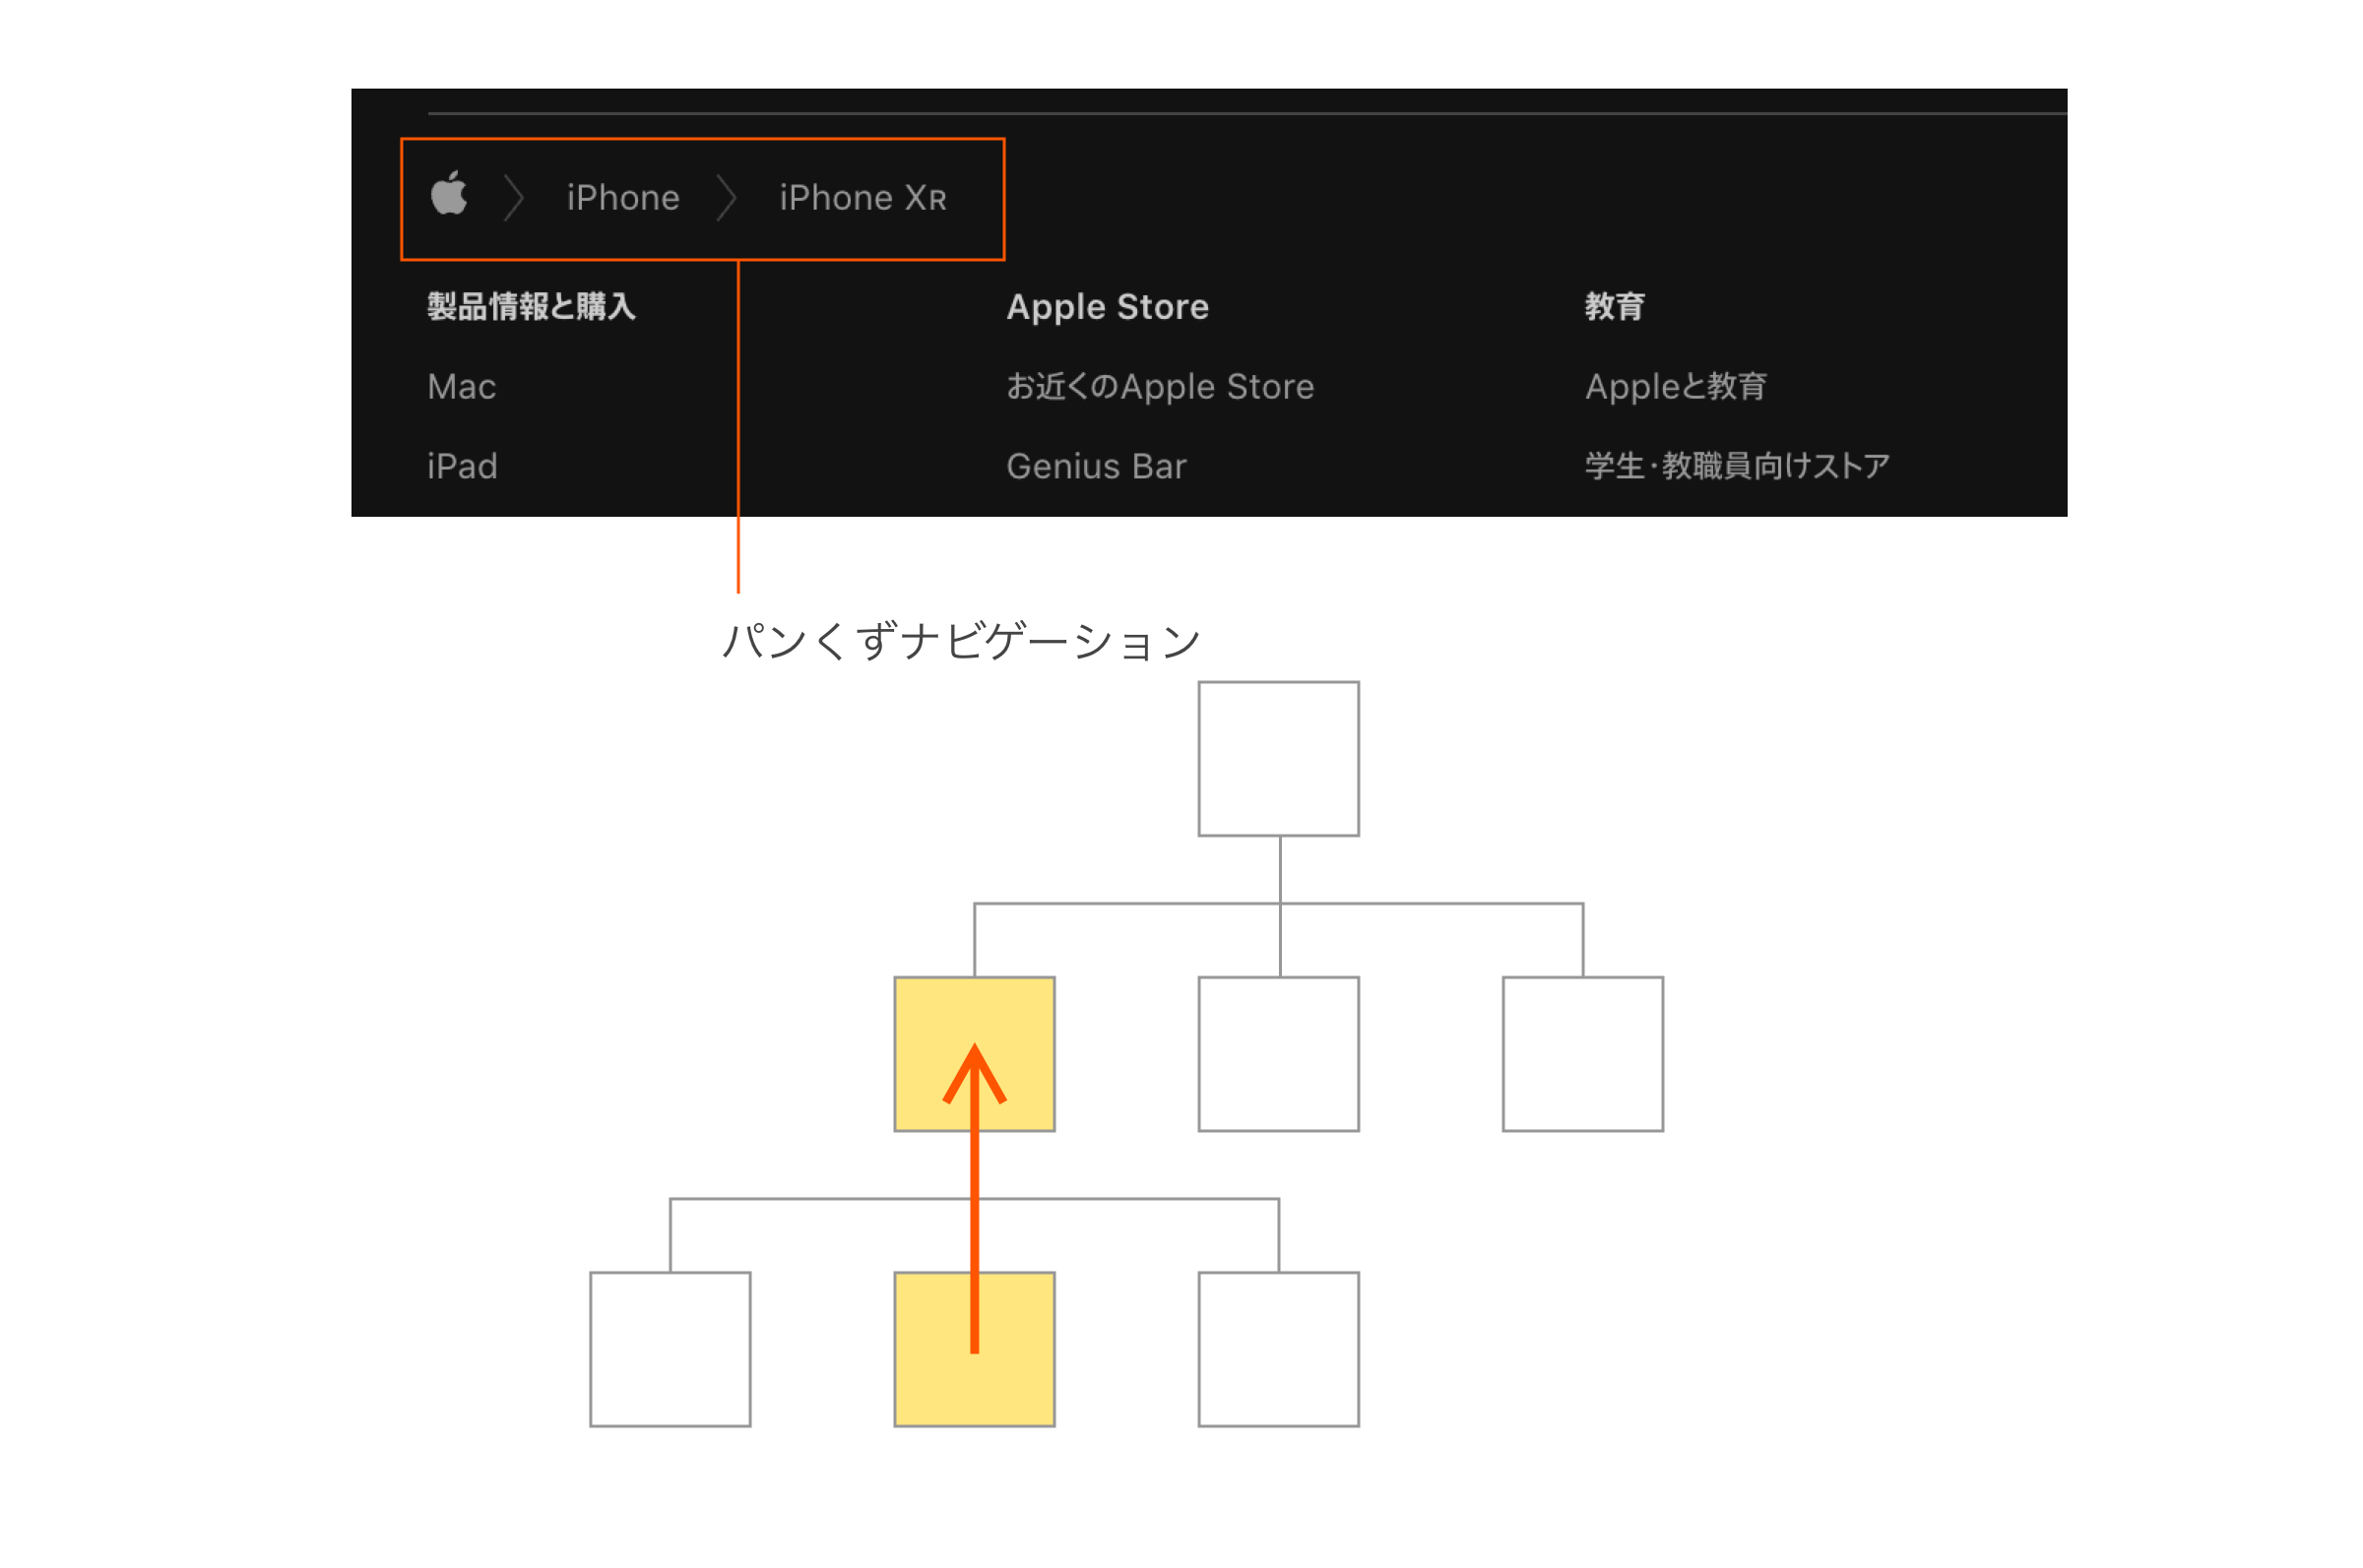 iPhone iPhone XR
製品情報と購入 Apple Store 教育
Mac お近くのApple Store Appleと教育
iPad Genius Bar 学生・教職員向けストア
パンくずナビゲーション